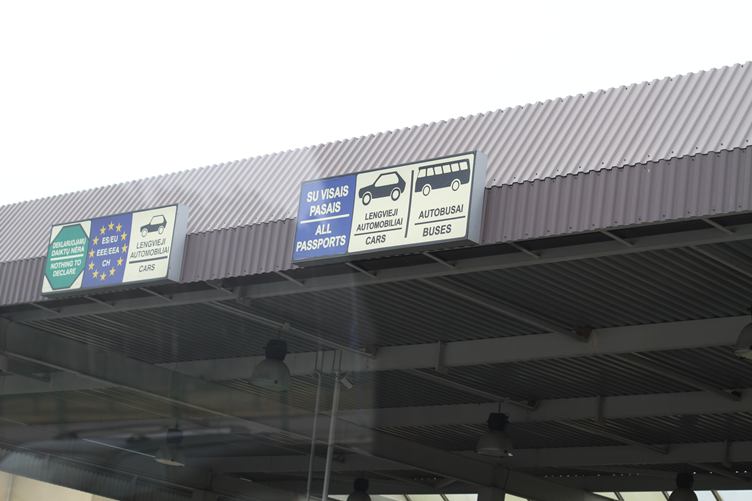 DEKLARUOJAMŲ
DAIKTŲ NĖRA
NOTHING TO
DECLARE
ES/EU
EEE/EEA
CH
LENGVIEJI
AUTOMOBILIAI
CARS
SU VISAIS
PASAIS
ALL
PASSPORTS
LENGVIEJI
AUTOMOBILIAI
CARS
AUTOBUSAI
BUSES